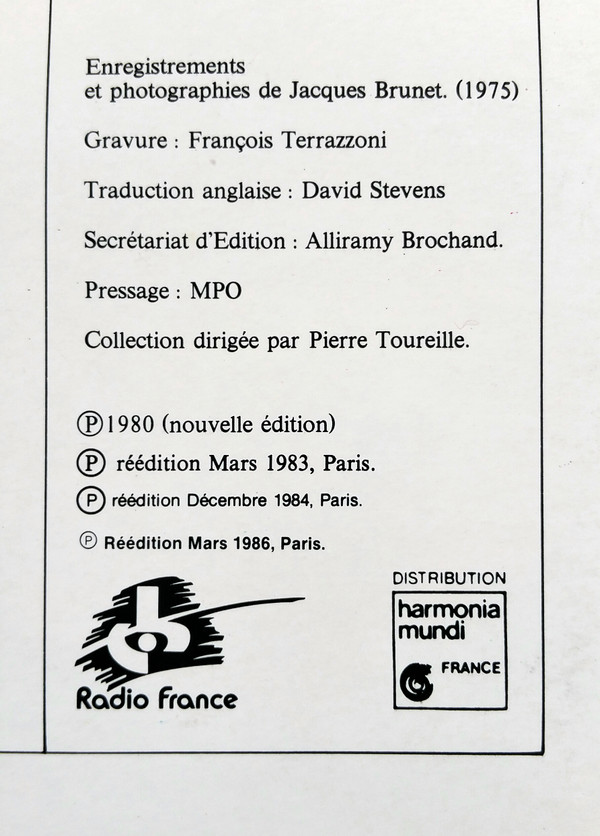 Enregistrements
et photographies de Jacques Brunet. (1975)
Gravure : François Terrazzoni
Traduction anglaise : David Stevens
Secrétariat d'Edition : Alliramy Brochand.
Pressage : MPO
Collection dirigée par Pierre Toureille.
Ⓟ1980 (nouvelle édition)
Ⓟ réédition Mars 1983, Paris.
Ⓟ réédition Décembre 1984, Paris.
Ⓟ Réédition Mars 1986, Paris.
Radio France
DISTRIBUTION
harmonia
mundi
FRANCE